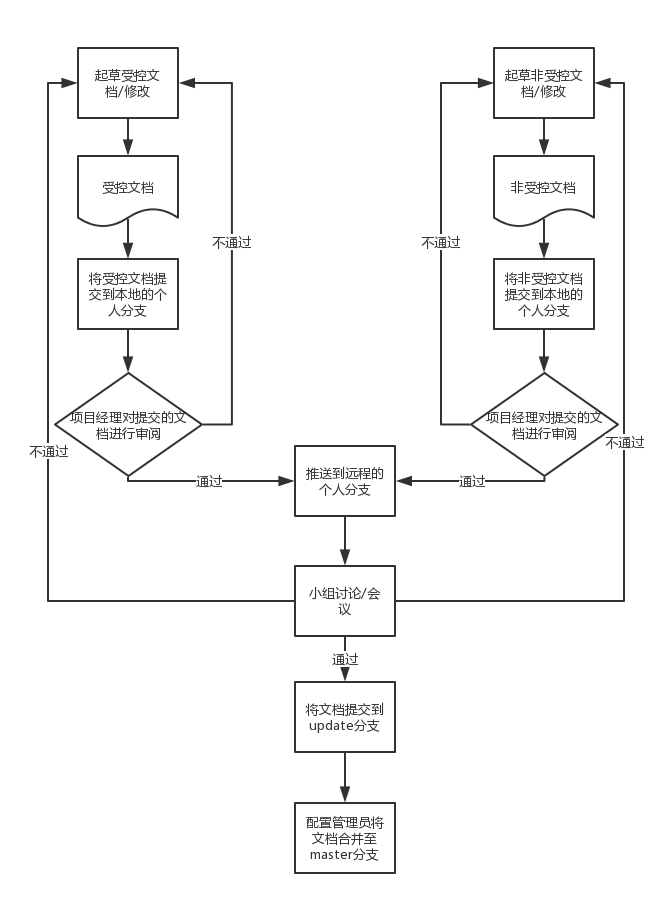 起草受控文
档/修改
起草非受控文
档/修改
受控文档
非受控文档
不通过
不通过
将受控文档提
交到本地的个
人分支
将非受控文档
提交到本地的
个人分支
项目经理对提交的文
档进行审阅
项目经理对提交的文
档进行审阅
不通过
不通过
通过
推送到远程的
个人分支
通过
小组讨论/会
议
通过
将文档提交到
update分支
配置管理员将
文档合并至
master分支